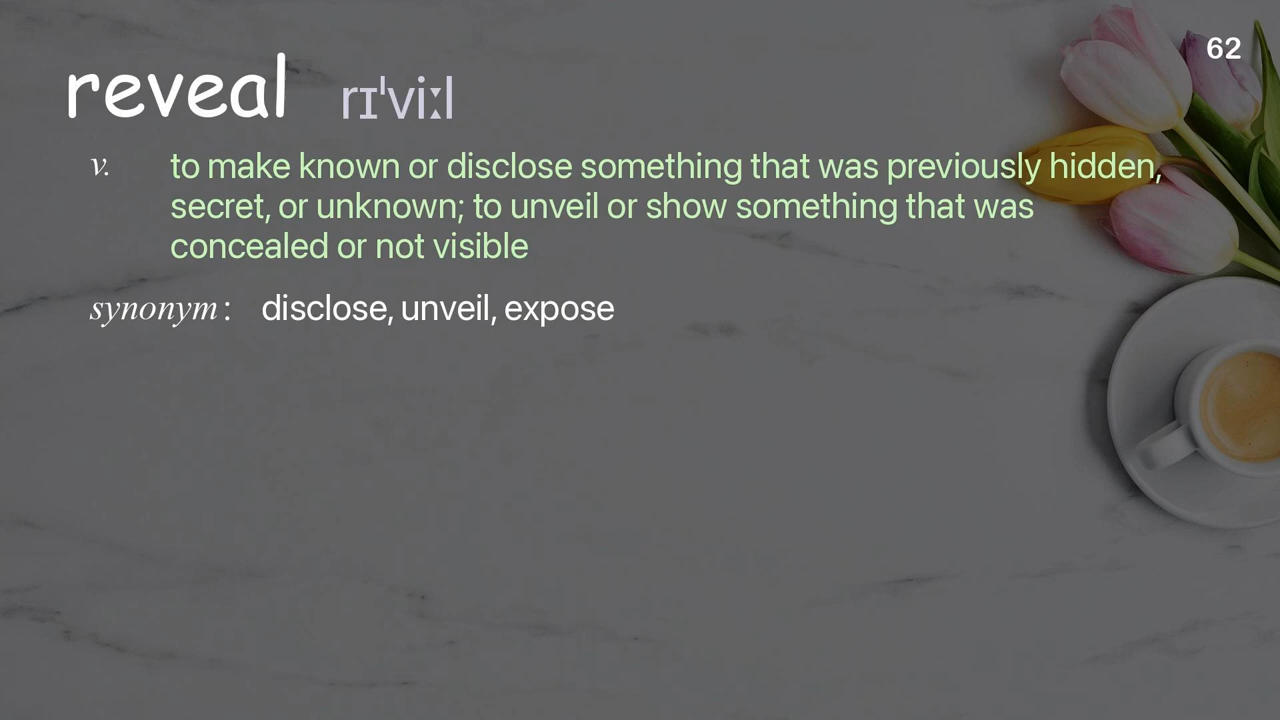 62
reveal rɪˈviːl
v. to make known or disclose something that was previously hidden,
secret, or unknown; to unveil or show something that was
concealed or not visible
synonym: disclose, unveil, expose